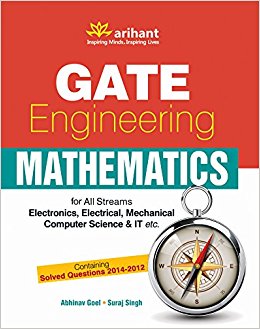 arihant
Inspiring Minds, Inspiring Lives
GATE
Engineering
MATHEMATICS
for All Streams
Electronics, Electrical, Mechanical
Computer Science & IT etc.
Containing
Solved Questions 2014-2012
Abhinav Goel • Suraj Singh